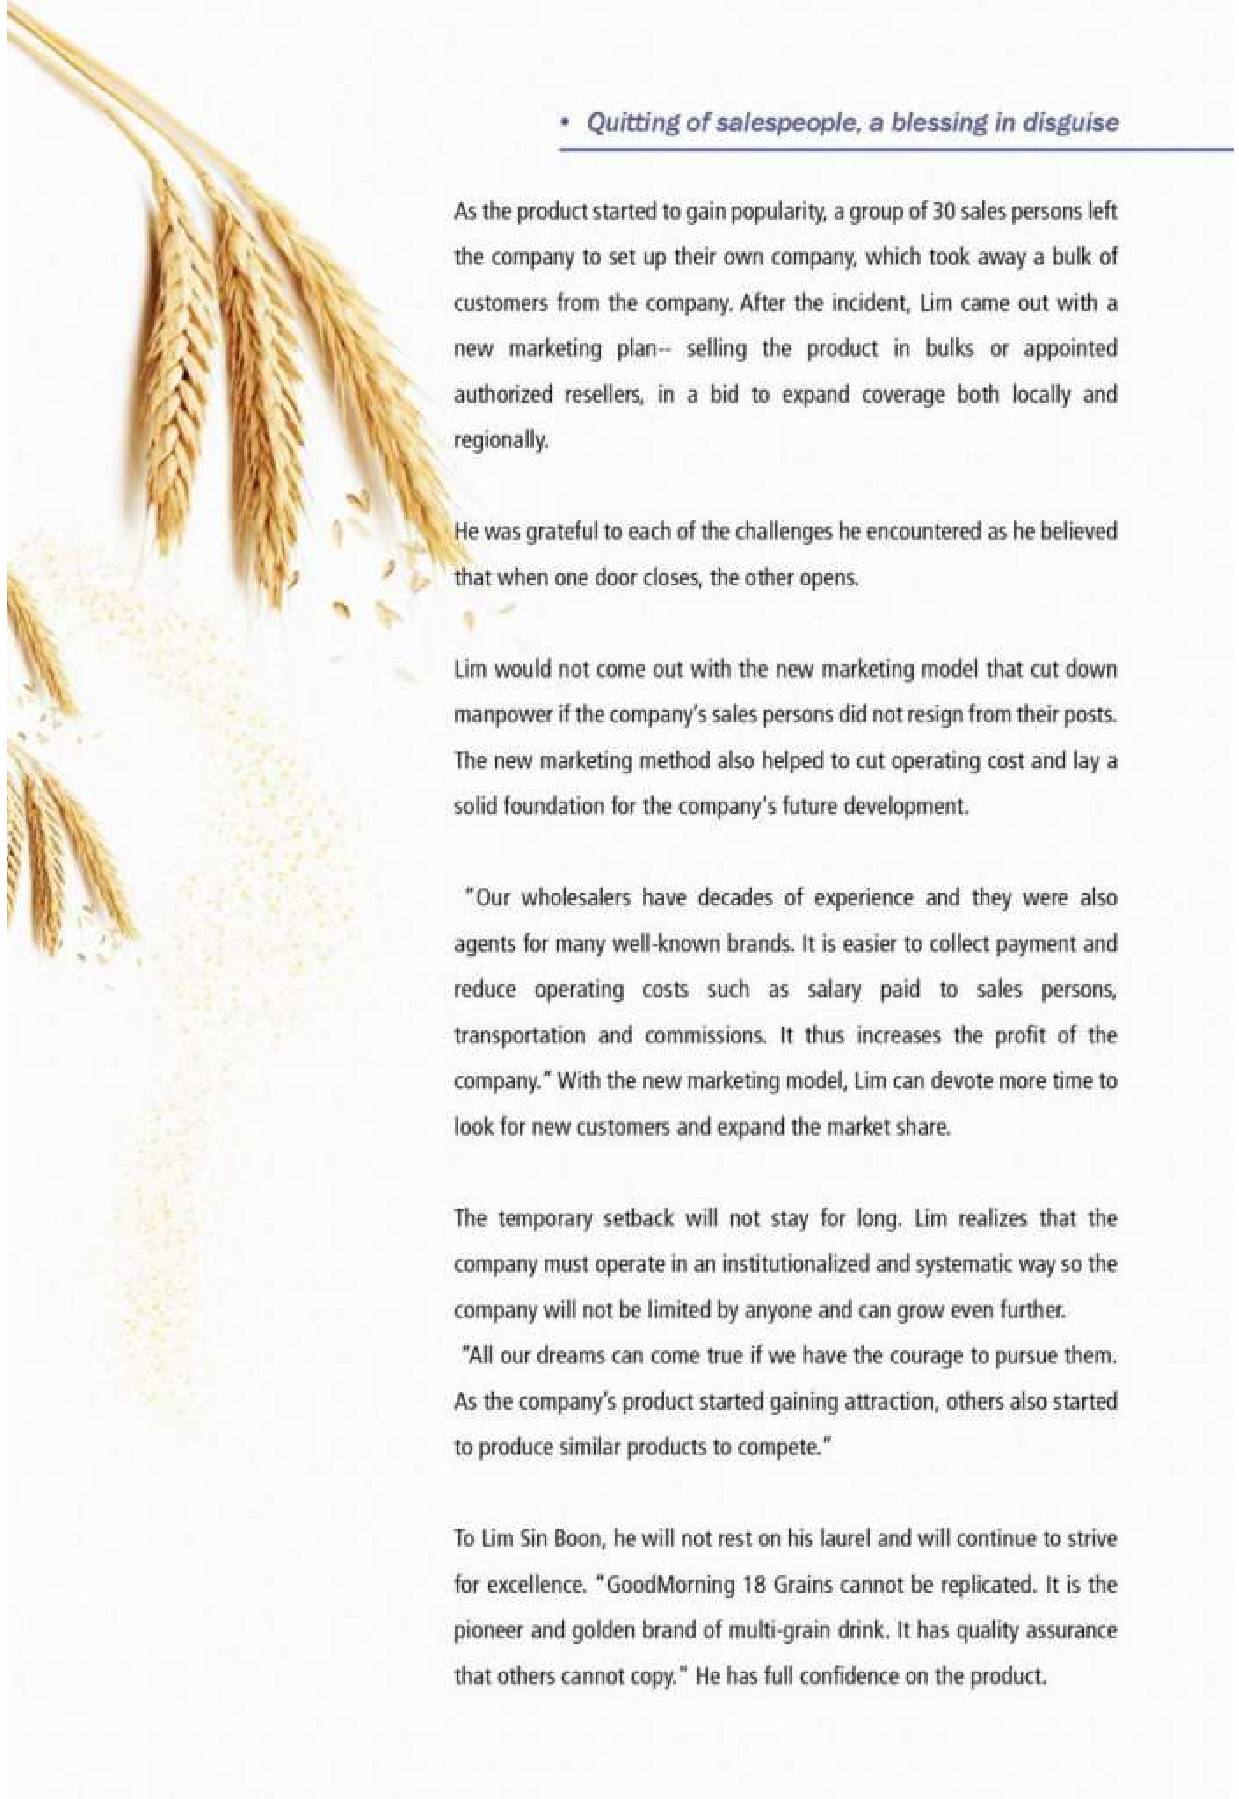 • Quitting of salespeople, a blessing in disguise
As the product started to gain popularity, a group of 30 sales persons left
the company to set up their own company, which took away a bulk of
customers from the company. After the incident, Lim came out with a
new marketing plan-- selling the product in bulks or appointed
authorized resellers, in a bid to expand coverage both locally and
regionally.
He was grateful to each of the challenges he encountered as he believed
that when one door closes, the other opens.
Lim would not come out with the new marketing model that cut down
manpower if the company's sales persons did not resign from their posts.
The new marketing method also helped to cut operating cost and lay a
solid foundation for the company's future development.
"Our wholesalers have decades of experience and they were also
agents for many well-known brands. It is easier to collect payment and
reduce operating costs such as salary paid to sales persons,
transportation and commissions. It thus increases the profit of the
company." With the new marketing model, Lim can devote more time to
look for new customers and expand the market share.
The temporary setback will not stay for long. Lim realizes that the
company must operate in an institutionalized and systematic way so the
company will not be limited by anyone and can grow even further.
"All our dreams can come true if we have the courage to pursue them.
As the company's product started gaining attraction, others also started
to produce similar products to compete."
To Lim Sin Boon, he will not rest on his laurel and will continue to strive
for excellence. "GoodMorning 18 Grains cannot be replicated. It is the
pioneer and golden brand of multi-grain drink. It has quality assurance
that others cannot copy." He has full confidence on the product.